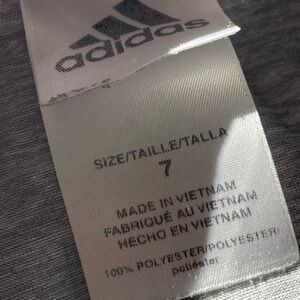 adidas
SIZE/TAILLE/TALLA
7
MADE IN VIETNAM
FABRIQUÉ AU VIETNAM
HECHO EN VIETNAM
100% POLYESTER/POLYESTER/
poliéster